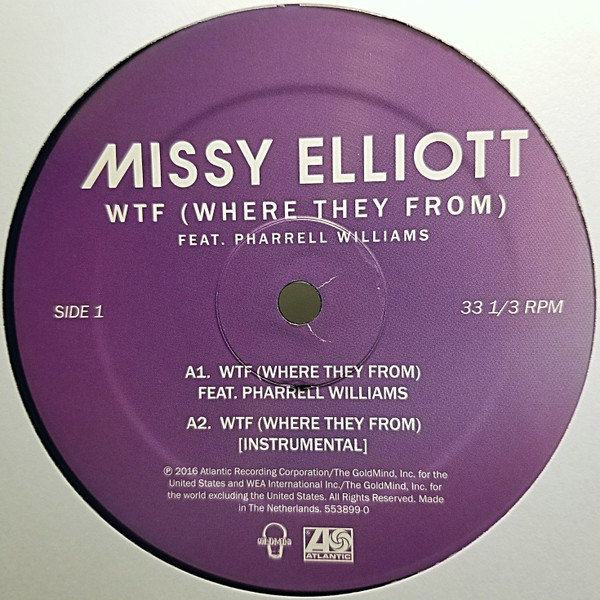 MISSY ELLIOTT
WTF (WHERE THEY FROM)
FEAT. PHARRELL WILLIAMS
SIDE 1
33 1/3 RPM
A1. WTF (WHERE THEY FROM)
FEAT. PHARRELL WILLIAMS
A2. WTF (WHERE THEY FROM)
[INSTRUMENTAL]
℗ 2016 Atlantic Recording Corporation/The GoldMind, Inc. for the
United States and WEA International Inc./The GoldMind, Inc. for
the world excluding the United States. All Rights Reserved. Made
in The Netherlands. 553899-0
ATLANTIC